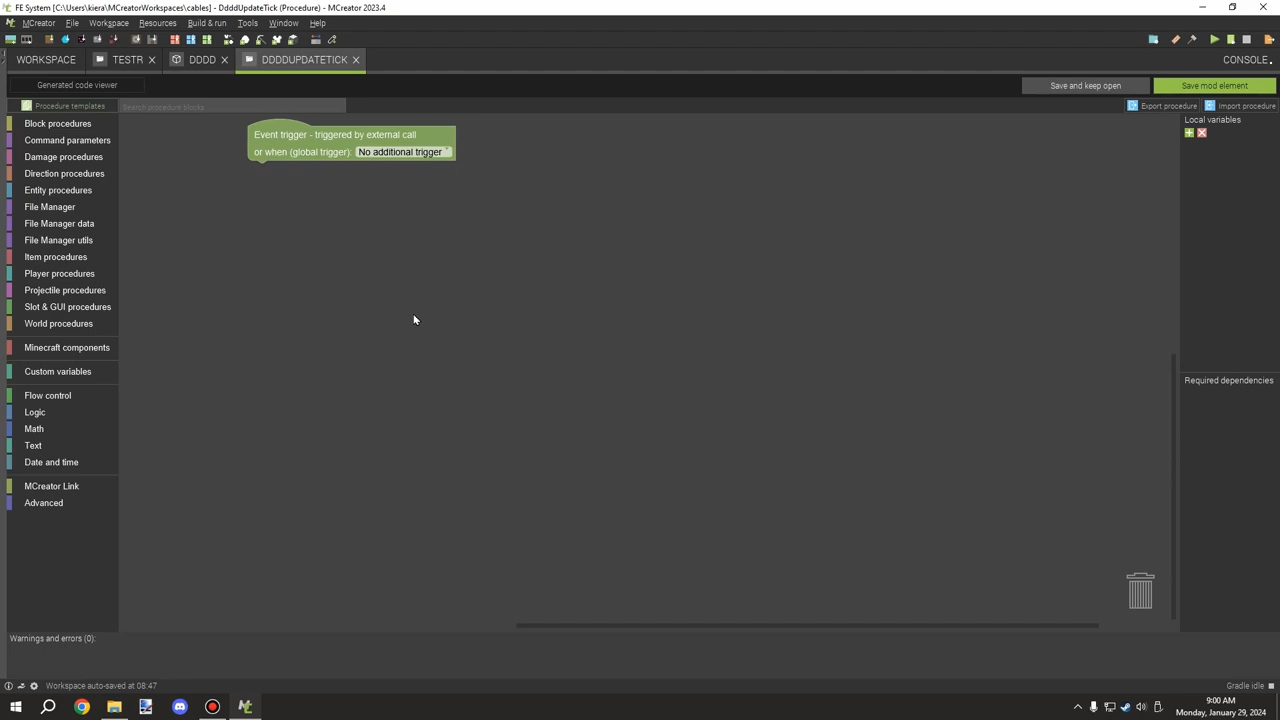 FE System [C:\Users\kiera\MCreatorWorkspaces\cables] - DdddUpdateTick (Procedure) - MCreator 2023.4
MCreator File Workspace Resources Build & run Tools Window Help
WORKSPACE TESTR DDDD DDDDUPDATETICK CONSOLE
Generated code viewer Save and keep open Save mod element
Procedure templates Search procedure blocks Export procedure Import procedure
Local variables
Block procedures
Command parameters
Damage procedures
Direction procedures
Entity procedures
File Manager
File Manager data
File Manager utils
Item procedures
Player procedures
Projectile procedures
Slot & GUI procedures
World procedures
Minecraft components
Custom variables
Flow control
Logic
Math
Text
Date and time
MCreator Link
Advanced
Event trigger - triggered by external call
or when (global trigger): No additional trigger
Required dependencies
Warnings and errors (0):
Workspace auto-saved at 08:47 Gradle idle
9:00 AM
Monday, January 29, 2024